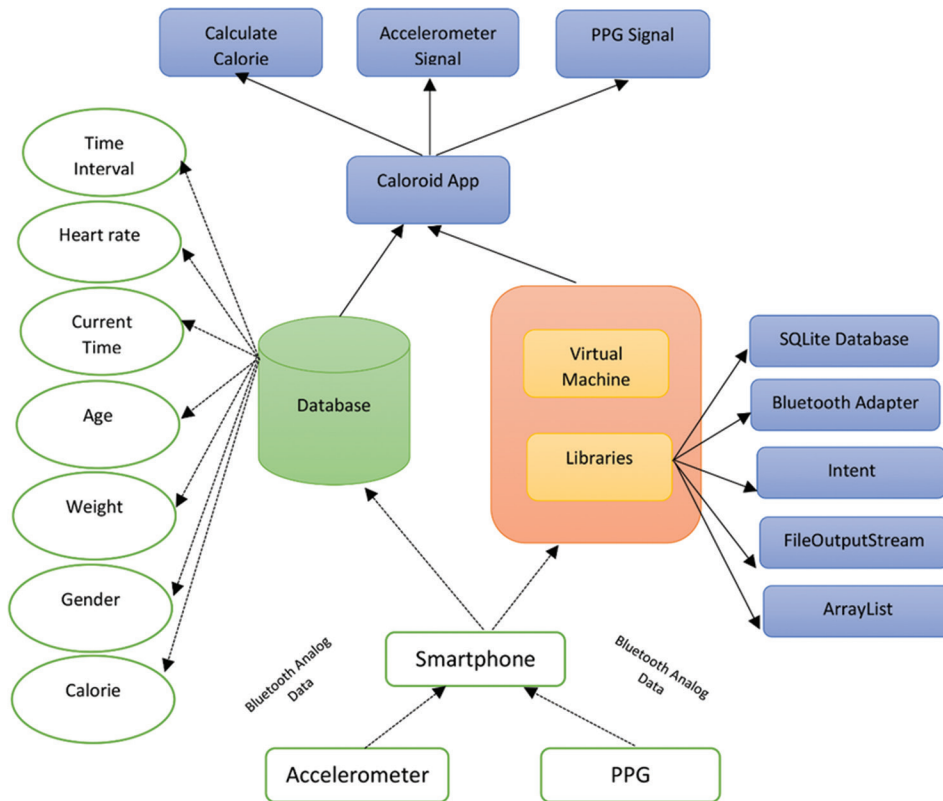 Calculate
Calorie
Accelerometer
Signal
PPG Signal
Caloroid App
Time
Interval
Heart rate
Current
Time
Age
Weight
Gender
Calorie
Database
Virtual
Machine
Libraries
SQLite Database
Bluetooth Adapter
Intent
FileOutputStream
ArrayList
Smartphone
Bluetooth Analog
Data
Bluetooth Analog
Data
Accelerometer
PPG